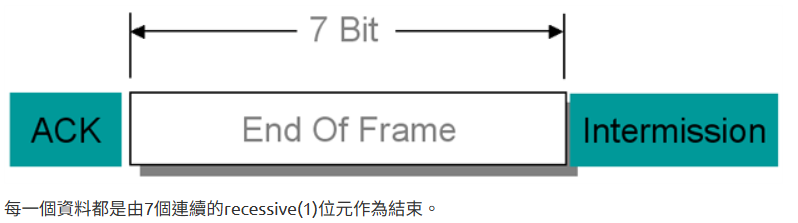 7 Bit
ACK End Of Frame Intermission
每一個資料都是由7個連續的recessive(1)位元作為結束。